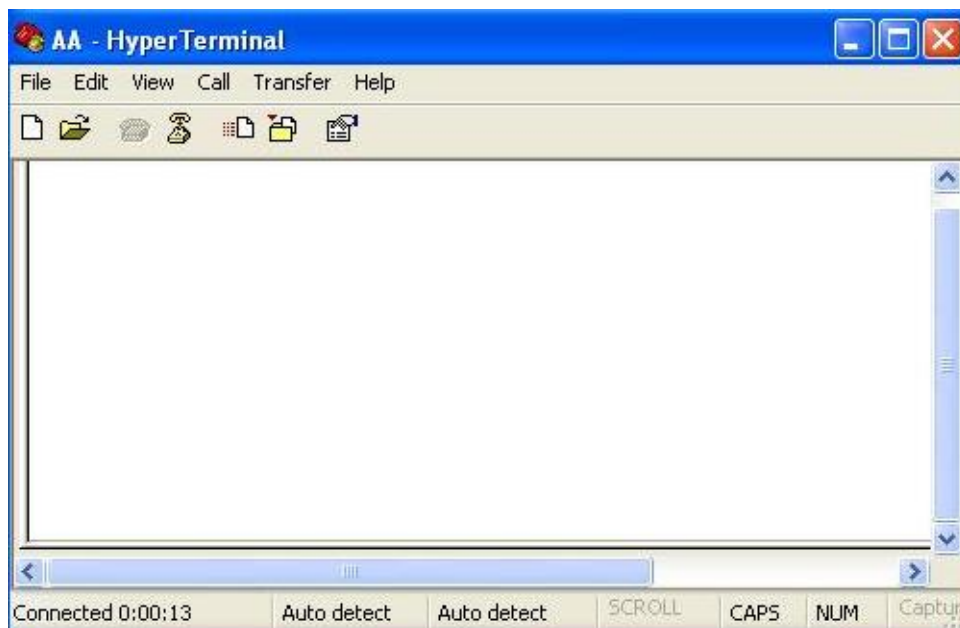 AA - HyperTerminal
File Edit View Call Transfer Help
Connected 0:00:13 Auto detect Auto detect SCROLL CAPS NUM Captur